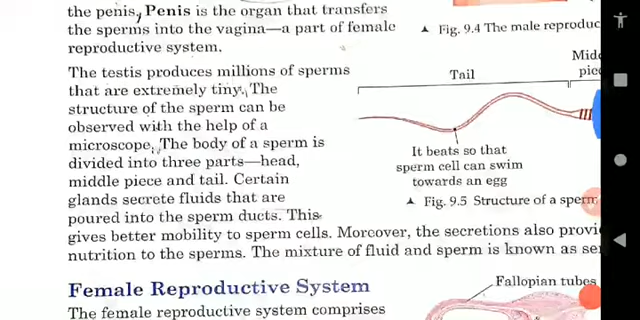 the penis, Penis is the organ that transfers
the sperms into the vagina—a part of female
reproductive system.
▲ Fig. 9.4 The male reproduc
The testis produces millions of sperms
that are extremely tiny. The
structure of the sperm can be
observed with the help of a
microscope. The body of a sperm is
divided into three parts—head,
middle piece and tail. Certain
glands secrete fluids that are
poured into the sperm ducts. This
gives better mobility to sperm cells. Moreover, the secretions also provi
nutrition to the sperms. The mixture of fluid and sperm is known as se
Tail
Midd
piec
It beats so that
sperm cell can swim
towards an egg
▲ Fig. 9.5 Structure of a sperm
Female Reproductive System
The female reproductive system comprises
Fallopian tubes